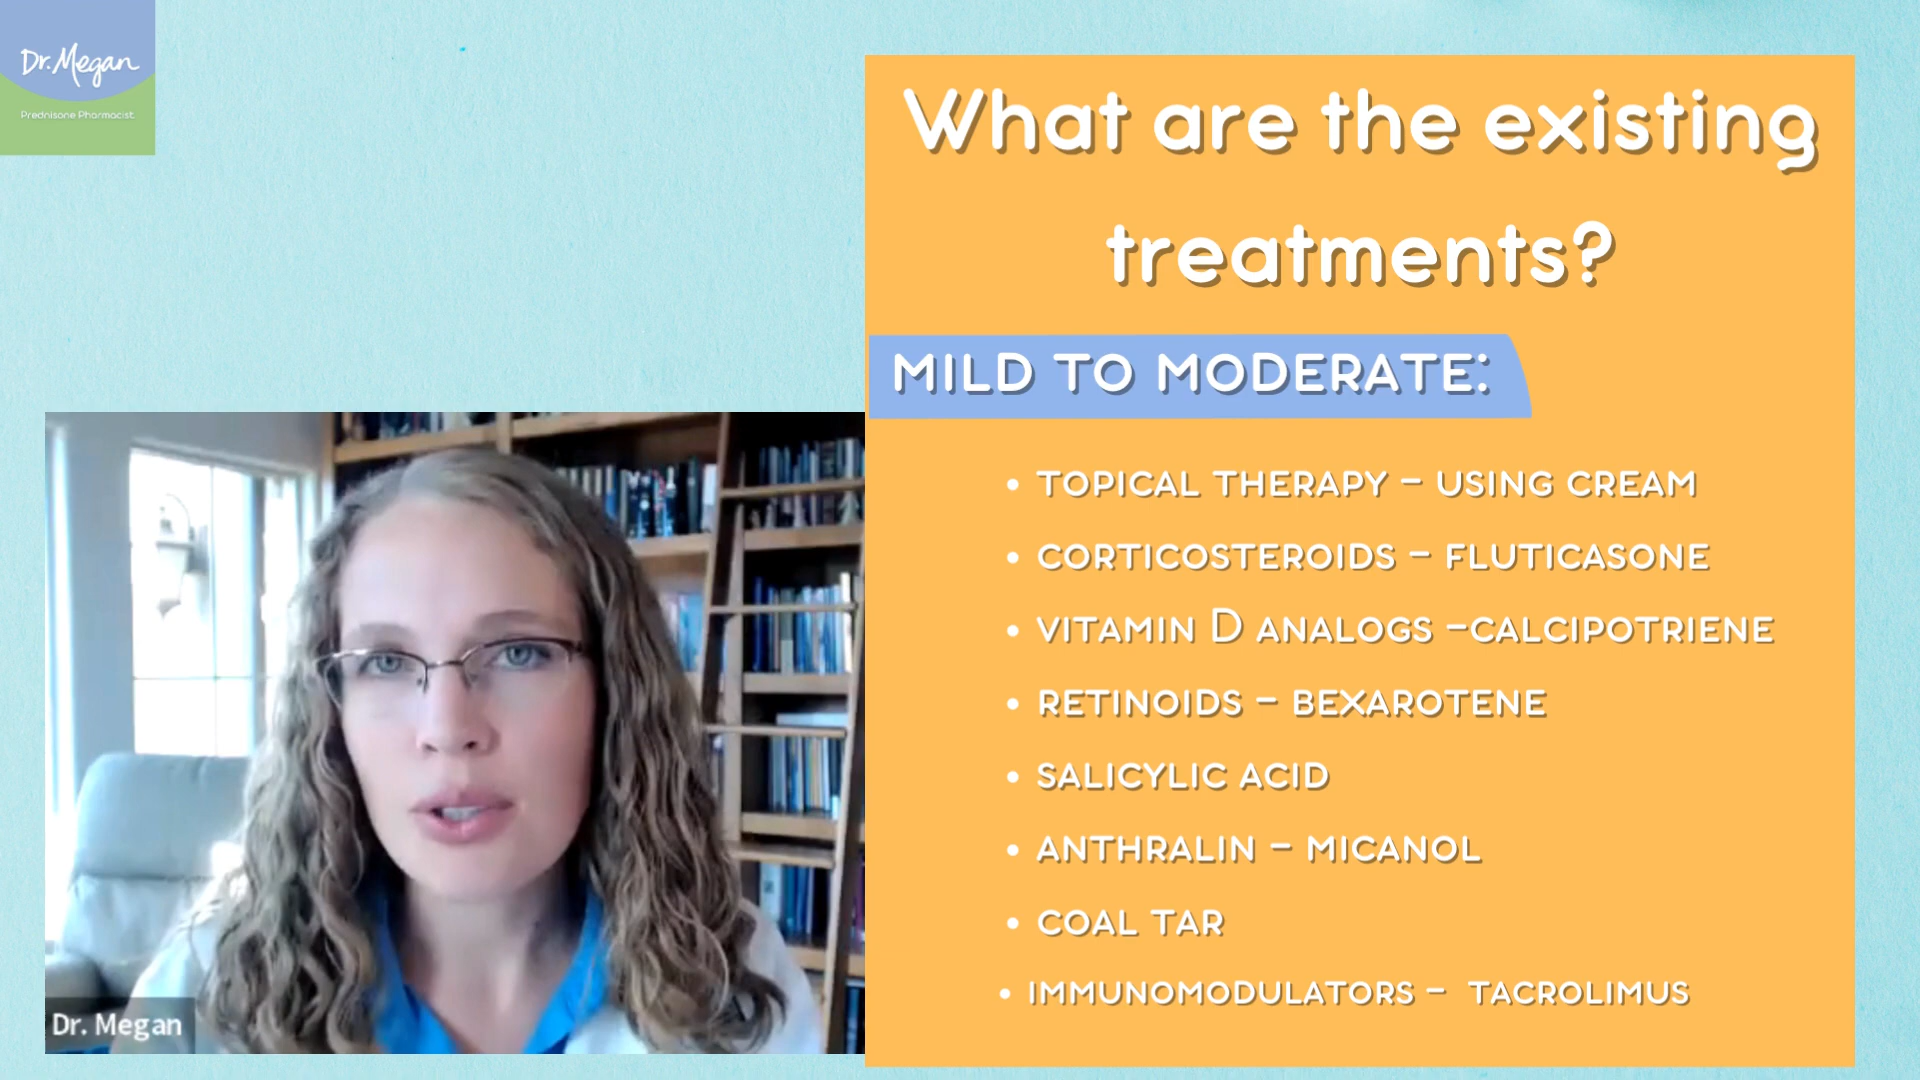 Dr. Megan
Prednisone Pharmacist
What are the existing
treatments?
MILD TO MODERATE:
• TOPICAL THERAPY – USING CREAM
• CORTICOSTEROIDS – FLUTICASONE
• VITAMIN D ANALOGS –CALCIPOTRIENE
• RETINOIDS – BEXAROTENE
• SALICYLIC ACID
• ANTHRALIN – MICANOL
• COAL TAR
• IMMUNOMODULATORS – TACROLIMUS
Dr. Megan